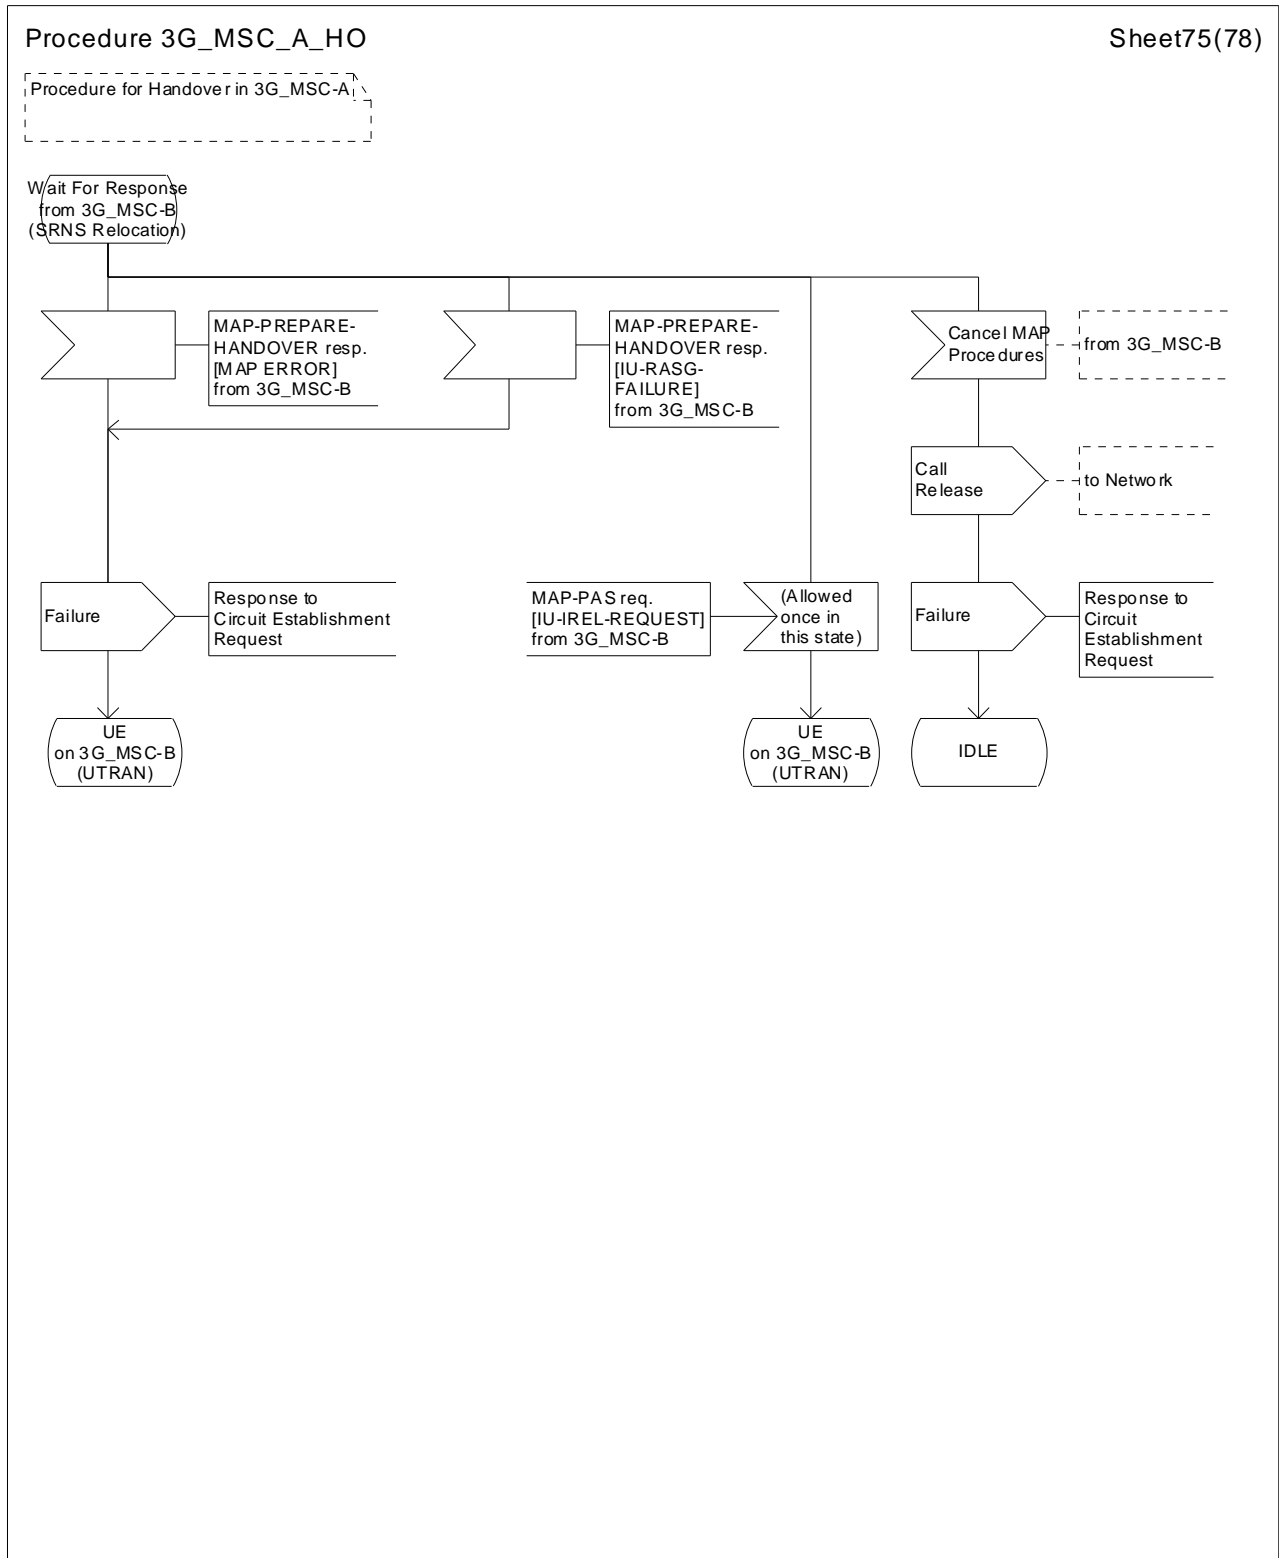 Procedure 3G_MSC_A_HO
Sheet75(78)
Procedure for Handover in 3G_MSC-A
Wait For Response
from 3G_MSC-B
(SRNS Relocation)
MAP-PREPARE-
HANDOVER resp.
[MAP ERROR]
from 3G_MSC-B
MAP-PREPARE-
HANDOVER resp.
[IU-RASG-
FAILURE]
from 3G_MSC-B
Cancel MAP
Procedures
from 3G_MSC-B
Call
Release
to Network
Failure
Response to
Circuit Establishment
Request
MAP-PAS req.
[IU-IREL-REQUEST]
from 3G_MSC-B
(Allowed
once in
this state)
Failure
Response to
Circuit
Establishment
Request
UE
on 3G_MSC-B
(UTRAN)
UE
on 3G_MSC-B
(UTRAN)
IDLE